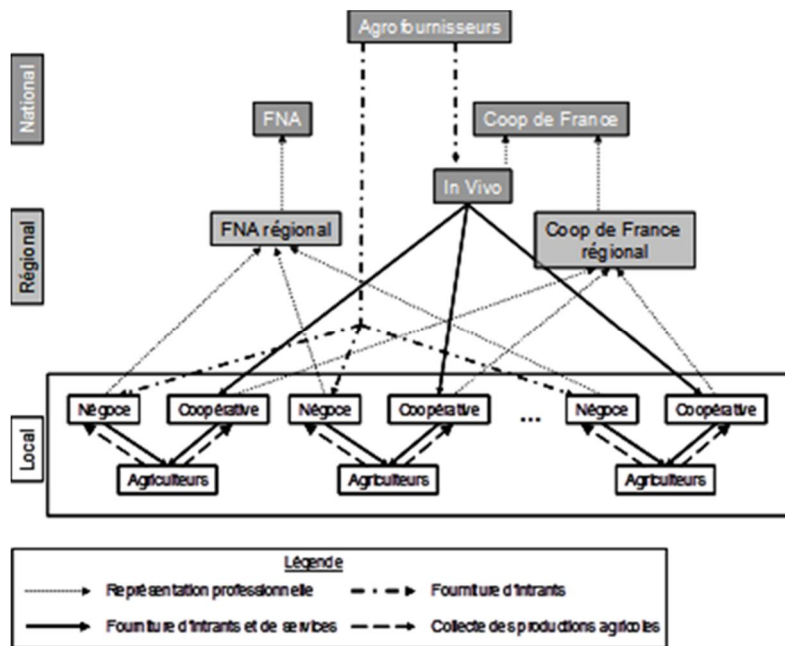 Agrofournisseurs
National
FNA
Coop de France
In Vivo
Régional
FNA régional
Coop de France
régional
Local
Négoce
Coopérative
Négoce
Coopérative
...
Négoce
Coopérative
Agriculteurs
Agriculteurs
Agriculteurs
Légende
Représentation professionnelle
Fourniture d'intrants
Fourniture d'intrants et de services
Collecte des productions agricoles